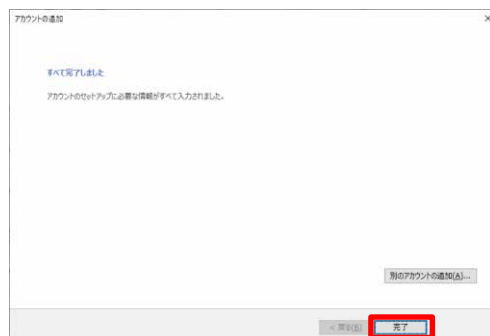 アカウントの追加
すべて完了しました
アカウントのセットアップに必要な情報がすべて入力されました。
別のアカウントの追加(A)...
< 戻る(B)
完了